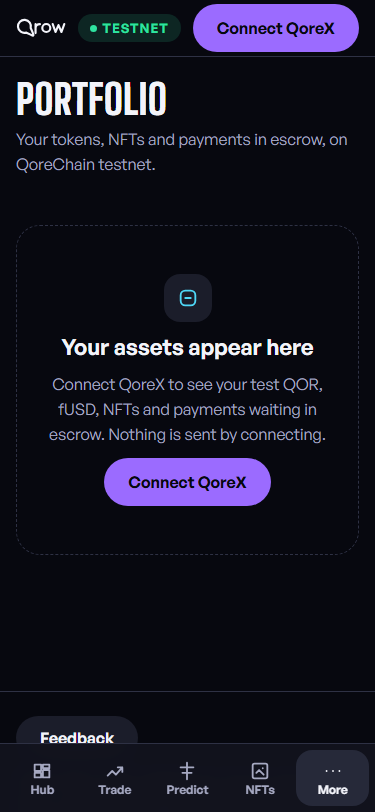 Qrow
TESTNET
Connect QoreX
PORTFOLIO
Your tokens, NFTs and payments in escrow, on
QoreChain testnet.
Your assets appear here
Connect QoreX to see your test QOR,
fUSD, NFTs and payments waiting in
escrow. Nothing is sent by connecting.
Connect QoreX
Feedback
Hub
Trade
Predict
NFTs
More